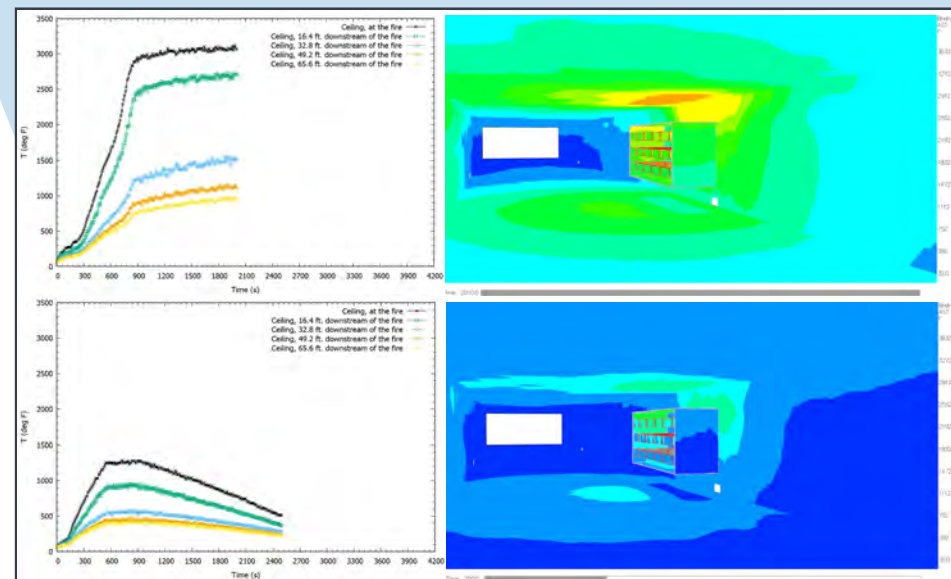 3500
3000
2500
2000
1500
1000
500
0
T (deg F)
Ceiling, at the fire
Ceiling, 16.4 ft. downstream of the fire
Ceiling, 32.8 ft. downstream of the fire
Ceiling, 49.2 ft. downstream of the fire
Ceiling, 65.6 ft. downstream of the fire
0 300 600 900 1200 1500 1800 2100 2400 2700 3000 3300 3600 3900 4200
Time (s)
3500
3000
2500
2000
1500
1000
500
0
T (deg F)
Ceiling, at the fire
Ceiling, 16.4 ft. downstream of the fire
Ceiling, 32.8 ft. downstream of the fire
Ceiling, 49.2 ft. downstream of the fire
Ceiling, 65.6 ft. downstream of the fire
0 300 600 900 1200 1500 1800 2100 2400 2700 3000 3300 3600 3900 4200
Time (s)